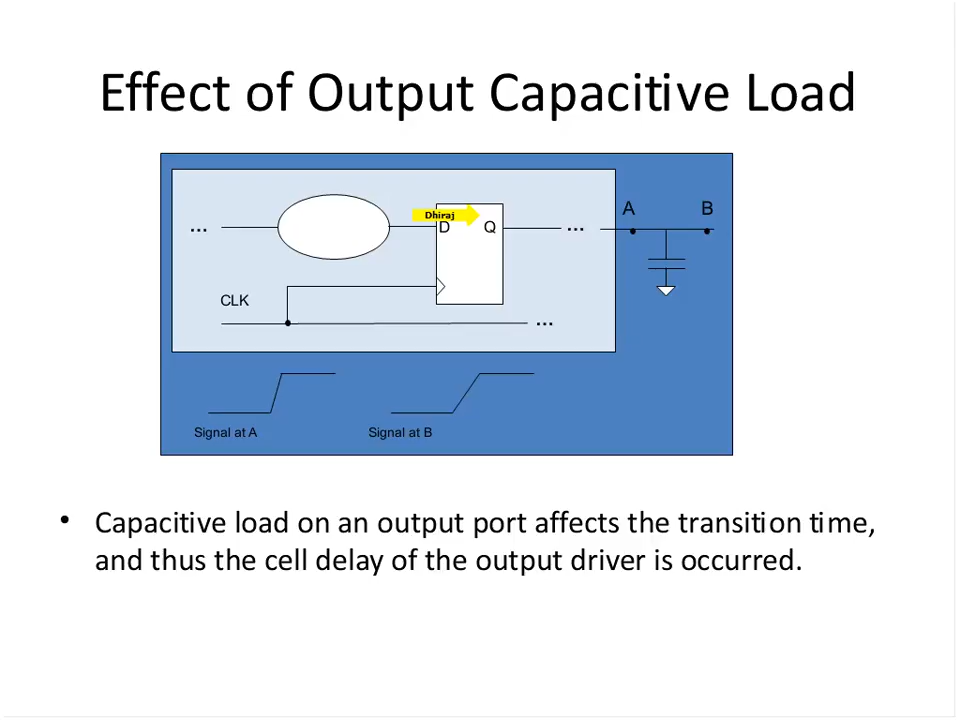 Effect of Output Capacitive Load
A B
Dhiraj
... D Q ...
CLK
...
Signal at A Signal at B
• Capacitive load on an output port affects the transition time,
and thus the cell delay of the output driver is occurred.